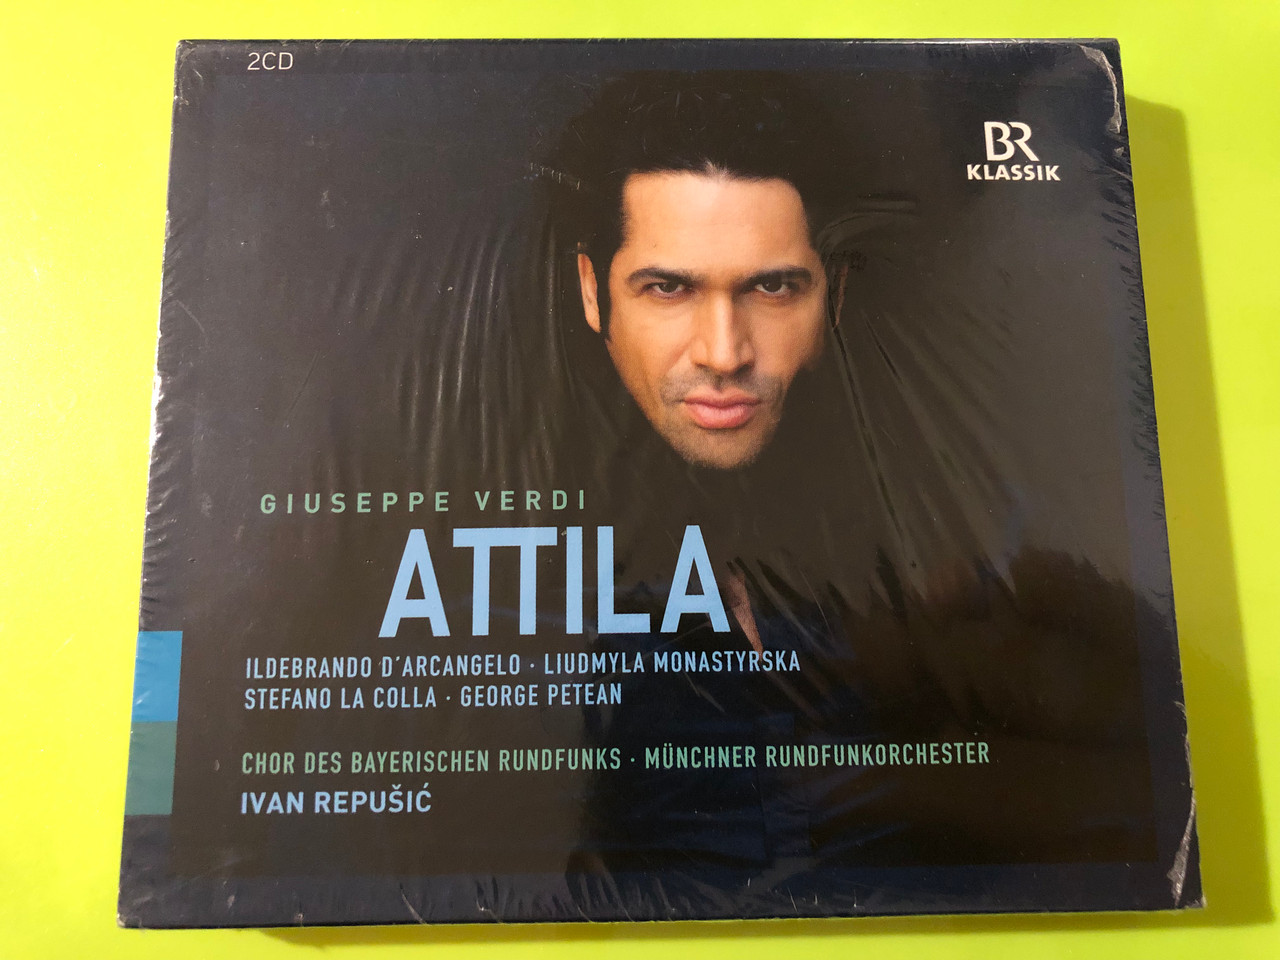 2CD
BR
KLASSIK
GIUSEPPE VERDI
ATTILA
ILDEBRANDO D'ARCANGELO · LIUDMYLA MONASTYRSKA
STEFANO LA COLLA · GEORGE PETEAN
CHOR DES BAYERISCHEN RUNDFUNKS · MÜNCHNER RUNDFUNKORCHESTER
IVAN REPUŠIĆ